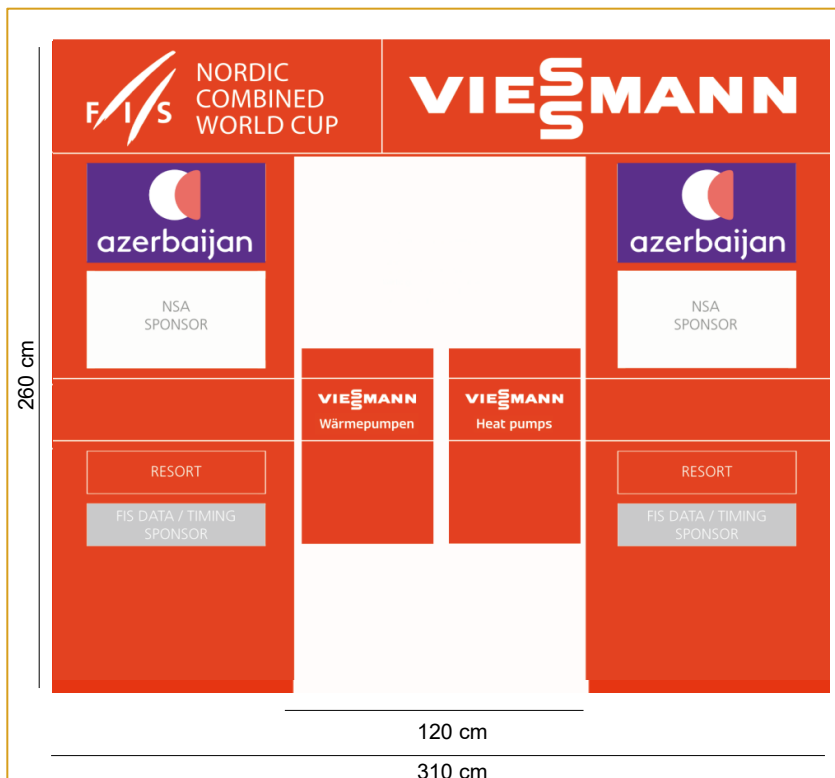 FIS
NORDIC
COMBINED
WORLD CUP
VIESSMANN
azerbaijan
azerbaijan
NSA
SPONSOR
NSA
SPONSOR
260 cm
VIESSMANN
Wärmepumpen
VIESSMANN
Heat pumps
RESORT
RESORT
FIS DATA / TIMING
SPONSOR
FIS DATA / TIMING
SPONSOR
120 cm
310 cm